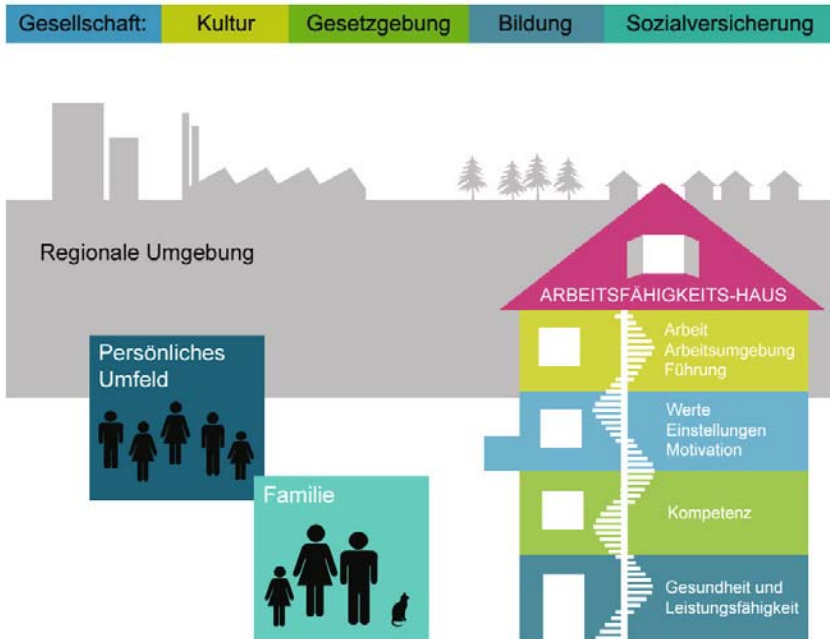 Gesellschaft: Kultur Gesetzgebung Bildung Sozialversicherung
Regionale Umgebung
ARBEITSFÄHIGKEITS-HAUS
Arbeit
Arbeitsumgebung
Führung
Persönliches
Umfeld
Werte
Einstellungen
Motivation
Familie
Kompetenz
Gesundheit und
Leistungsfähigkeit